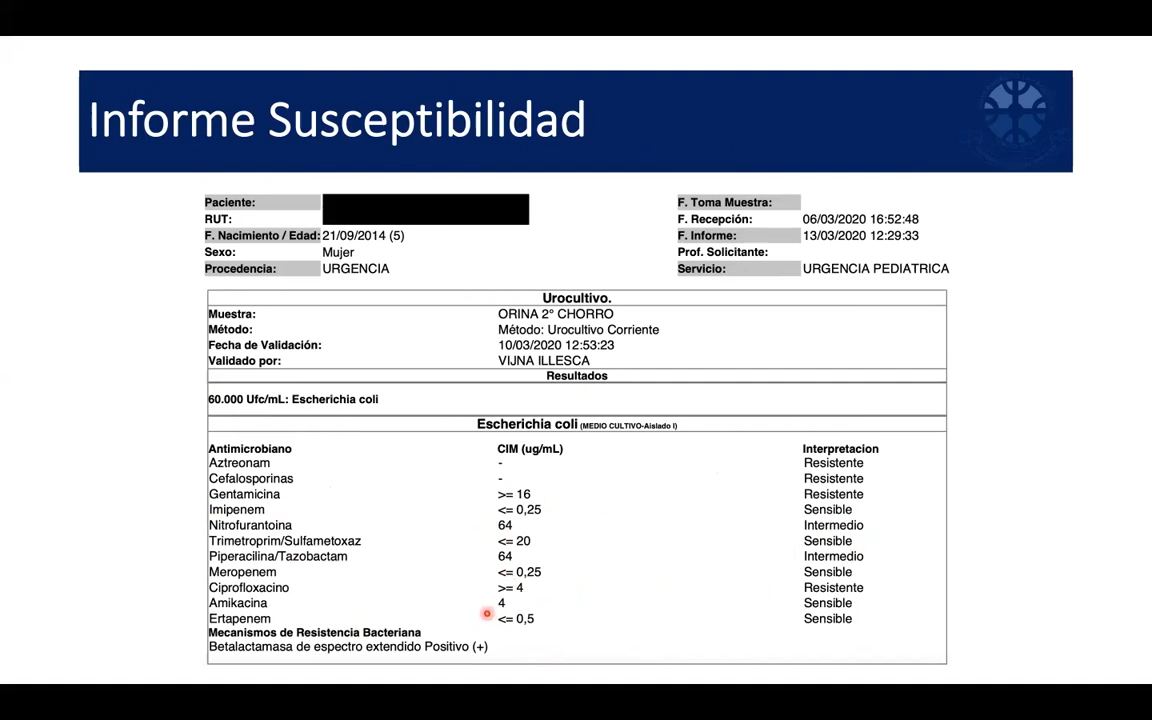 Informe Susceptibilidad
Paciente: F. Toma Muestra:
RUT: F. Recepción: 06/03/2020 16:52:48
F. Nacimiento / Edad: 21/09/2014 (5) F. Informe: 13/03/2020 12:29:33
Sexo: Mujer Prof. Solicitante:
Procedencia: URGENCIA Servicio: URGENCIA PEDIATRICA
Urocultivo.
Muestra: ORINA 2° CHORRO
Método: Método: Urocultivo Corriente
Fecha de Validación: 10/03/2020 12:53:23
Validado por: VIJNA ILLESCA
Resultados
60.000 Ufc/mL: Escherichia coli
Escherichia coli (MEDIO CULTIVO-Aislado I)
Antimicrobiano CIM (ug/mL) Interpretacion
Aztreonam - Resistente
Cefalosporinas - Resistente
Gentamicina >= 16 Resistente
Imipenem <= 0,25 Sensible
Nitrofurantoina 64 Intermedio
Trimetroprim/Sulfametoxaz <= 20 Sensible
Piperacilina/Tazobactam 64 Intermedio
Meropenem <= 0,25 Sensible
Ciprofloxacino >= 4 Resistente
Amikacina 4 Sensible
Ertapenem <= 0,5 Sensible
Mecanismos de Resistencia Bacteriana
Betalactamasa de espectro extendido Positivo (+)